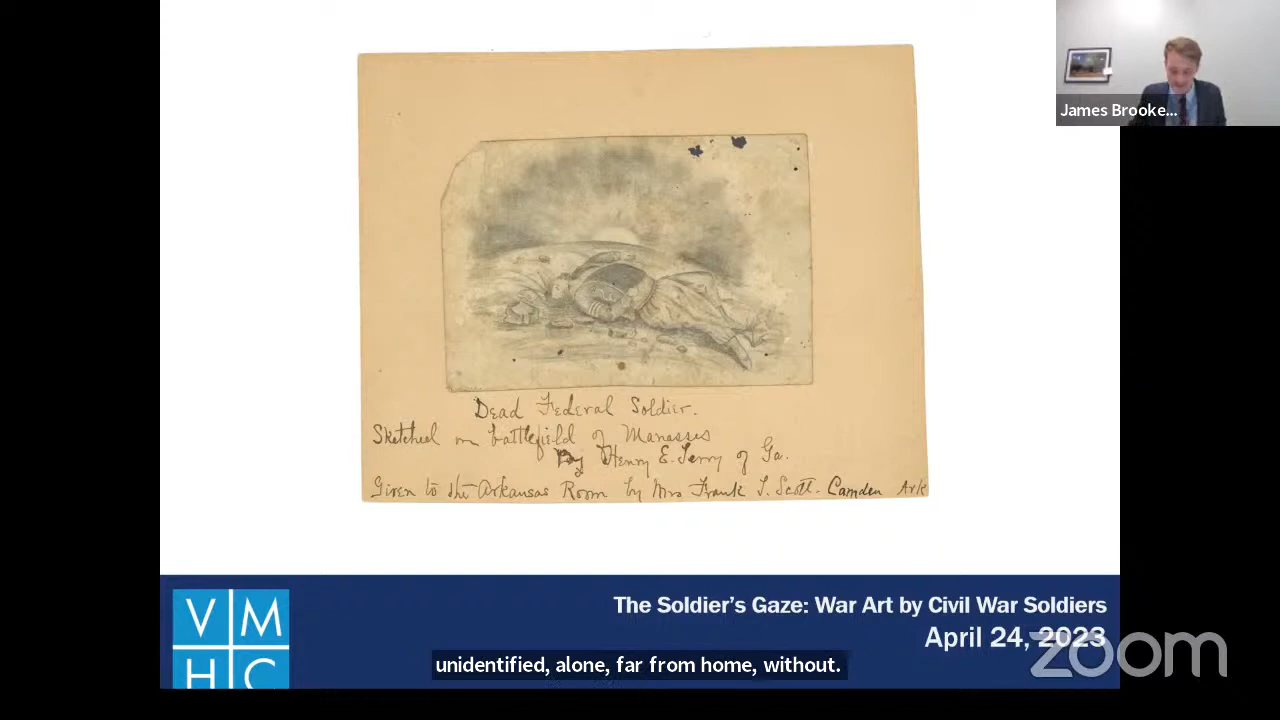 James Brooke...
Dead Federal Soldier.
Sketched on battlefield of Manasses
By Henry E. Terry of Ga.
Given to the Arkansas Room by Mrs Frank T. Scott. Camden Ark
VM
HC
The Soldier's Gaze: War Art by Civil War Soldiers
April 24, 2023
unidentified, alone, far from home, without.
zoom